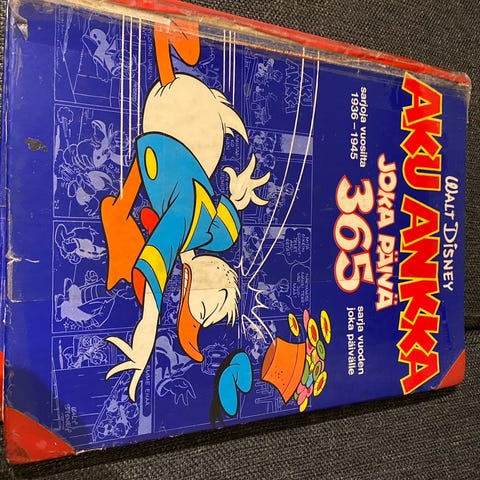 WALT DISNEY
AKU ANKKA
JOKA PÄIVÄ
365
sarjoja vuosilta
1936 - 1945
sarja vuoden
joka päivälle